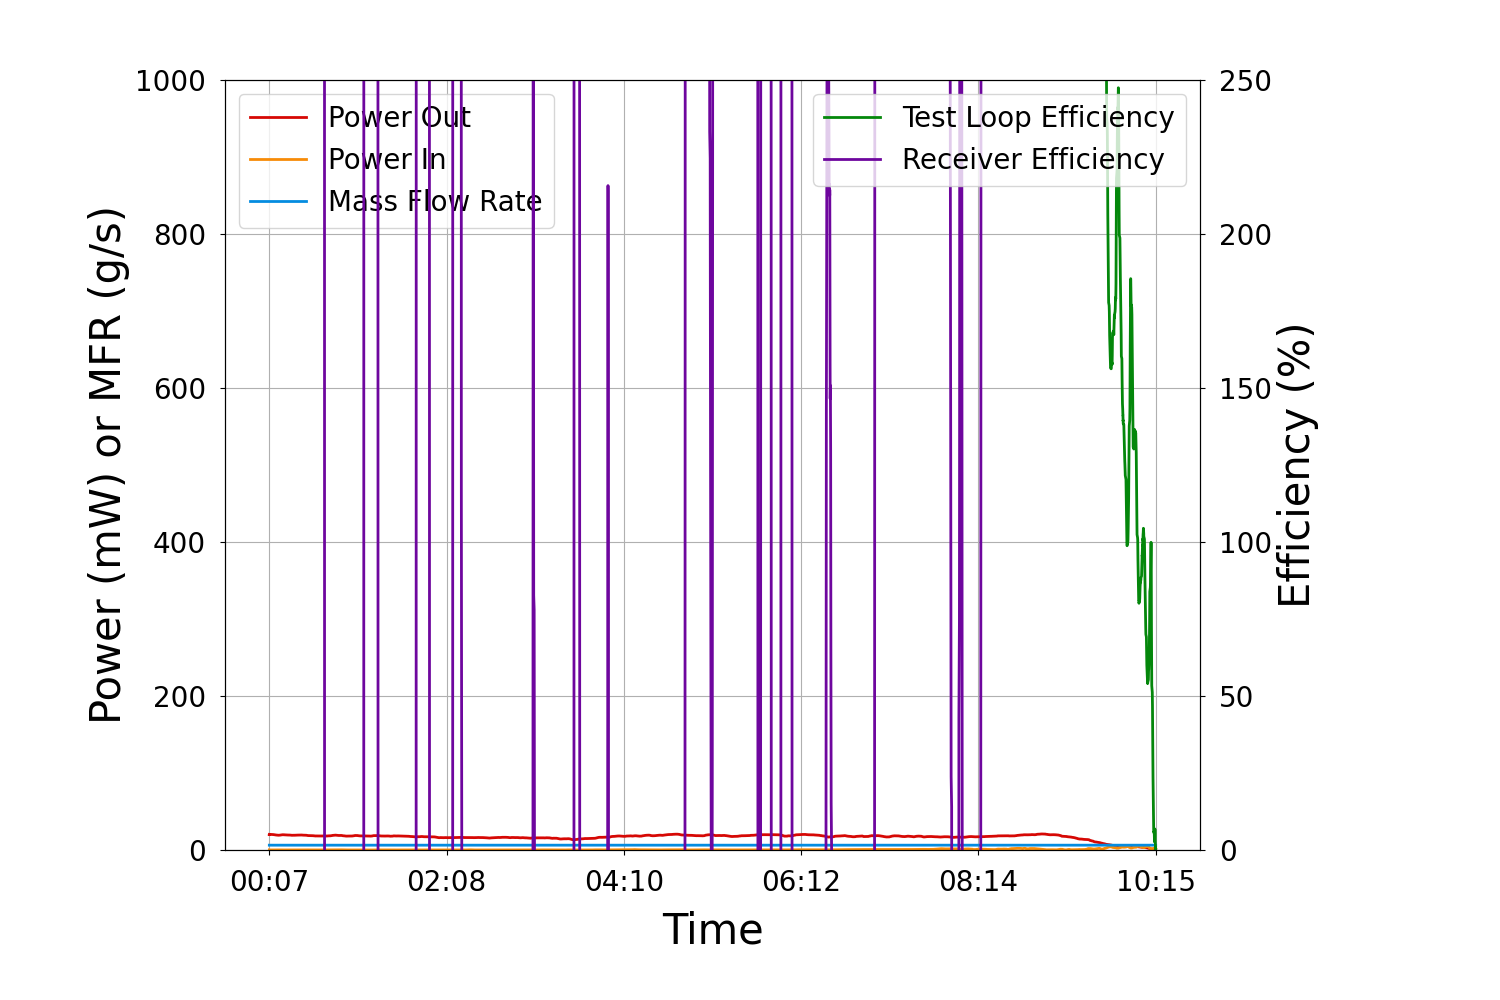 1000
800
600
400
200
0
Power (mW) or MFR (g/s)
Power Out
Power In
Mass Flow Rate
Test Loop Efficiency
Receiver Efficiency
250
200
150
100
50
0
Efficiency (%)
00:07 02:08 04:10 06:12 08:14 10:15
Time